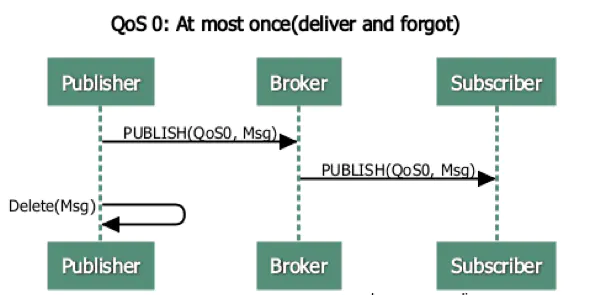 QoS 0: At most once(deliver and forgot)
Publisher Broker Subscriber
PUBLISH(QoS0, Msg)
PUBLISH(QoS0, Msg)
Delete(Msg)
Publisher Broker Subscriber